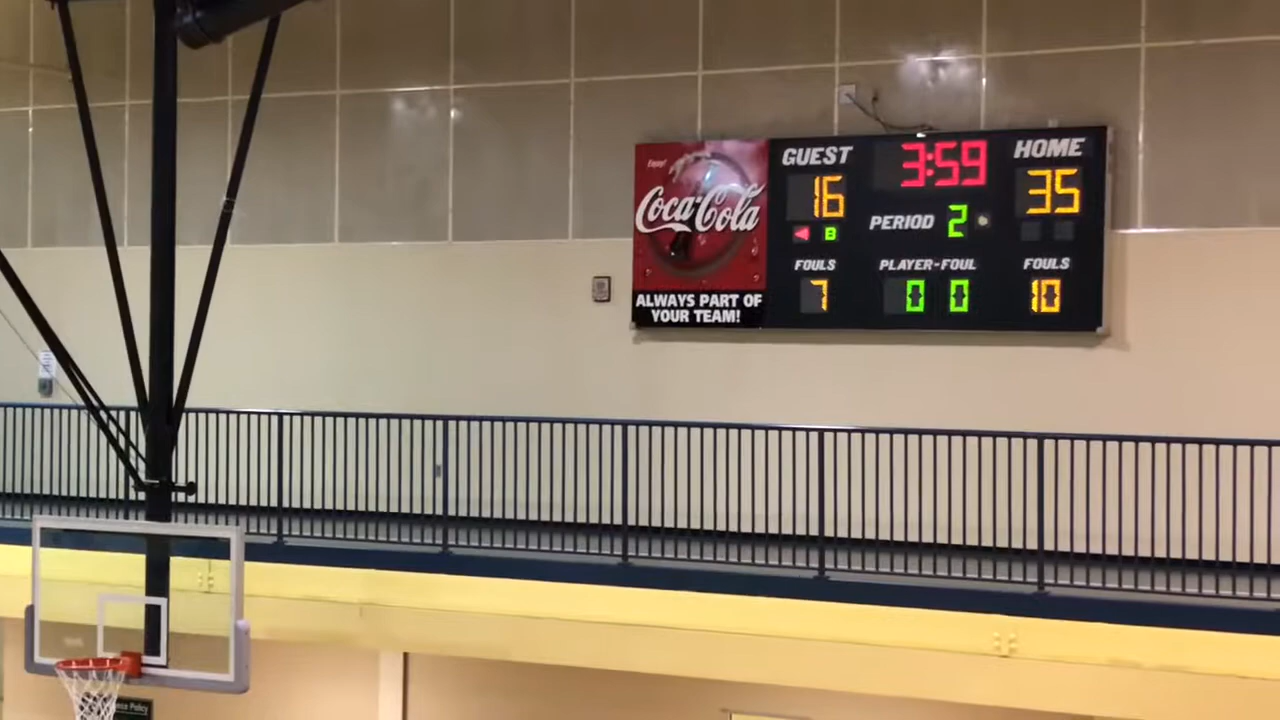 Enjoy!
Coca-Cola
ALWAYS PART OF
YOUR TEAM!
GUEST 3:59 HOME
16 35
PERIOD 2
B
FOULS PLAYER-FOUL FOULS
7 0 0 10
Policy